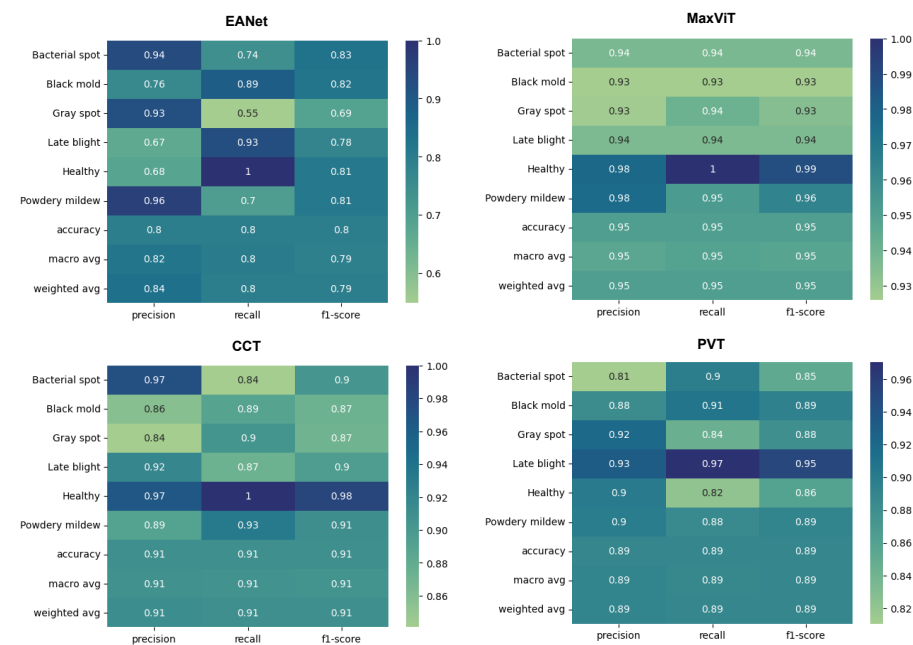 EANet
Bacterial spot 0.94 0.74 0.83
Black mold 0.76 0.89 0.82
Gray spot 0.93 0.55 0.69
Late blight 0.67 0.93 0.78
Healthy 0.68 1 0.81
Powdery mildew 0.96 0.7 0.81
accuracy 0.8 0.8 0.8
macro avg 0.82 0.8 0.79
weighted avg 0.84 0.8 0.79
precision recall f1-score
1.0
0.9
0.8
0.7
0.6
MaxViT
Bacterial spot 0.94 0.94 0.94
Black mold 0.93 0.93 0.93
Gray spot 0.93 0.94 0.93
Late blight 0.94 0.94 0.94
Healthy 0.98 1 0.99
Powdery mildew 0.98 0.95 0.96
accuracy 0.95 0.95 0.95
macro avg 0.95 0.95 0.95
weighted avg 0.95 0.95 0.95
precision recall f1-score
1.00
0.99
0.98
0.97
0.96
0.95
0.94
0.93
CCT
Bacterial spot 0.97 0.84 0.9
Black mold 0.86 0.89 0.87
Gray spot 0.84 0.9 0.87
Late blight 0.92 0.87 0.9
Healthy 0.97 1 0.98
Powdery mildew 0.89 0.93 0.91
accuracy 0.91 0.91 0.91
macro avg 0.91 0.91 0.91
weighted avg 0.91 0.91 0.91
precision recall f1-score
1.00
0.98
0.96
0.94
0.92
0.90
0.88
0.86
PVT
Bacterial spot 0.81 0.9 0.85
Black mold 0.88 0.91 0.89
Gray spot 0.92 0.84 0.88
Late blight 0.93 0.97 0.95
Healthy 0.9 0.82 0.86
Powdery mildew 0.9 0.88 0.89
accuracy 0.89 0.89 0.89
macro avg 0.89 0.89 0.89
weighted avg 0.89 0.89 0.89
precision recall f1-score
0.96
0.94
0.92
0.90
0.88
0.86
0.84
0.82